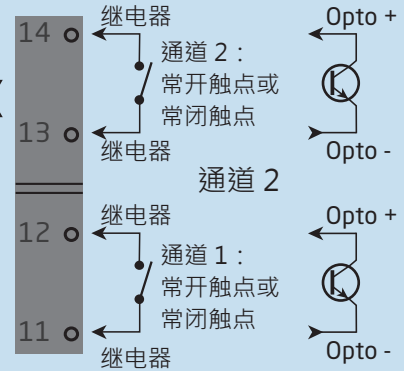 14 继电器 Opto +
通道 2：
常开触点或
常闭触点
13 继电器 Opto -
通道 2
12 继电器 Opto +
通道 1：
常开触点或
常闭触点
11 继电器 Opto -